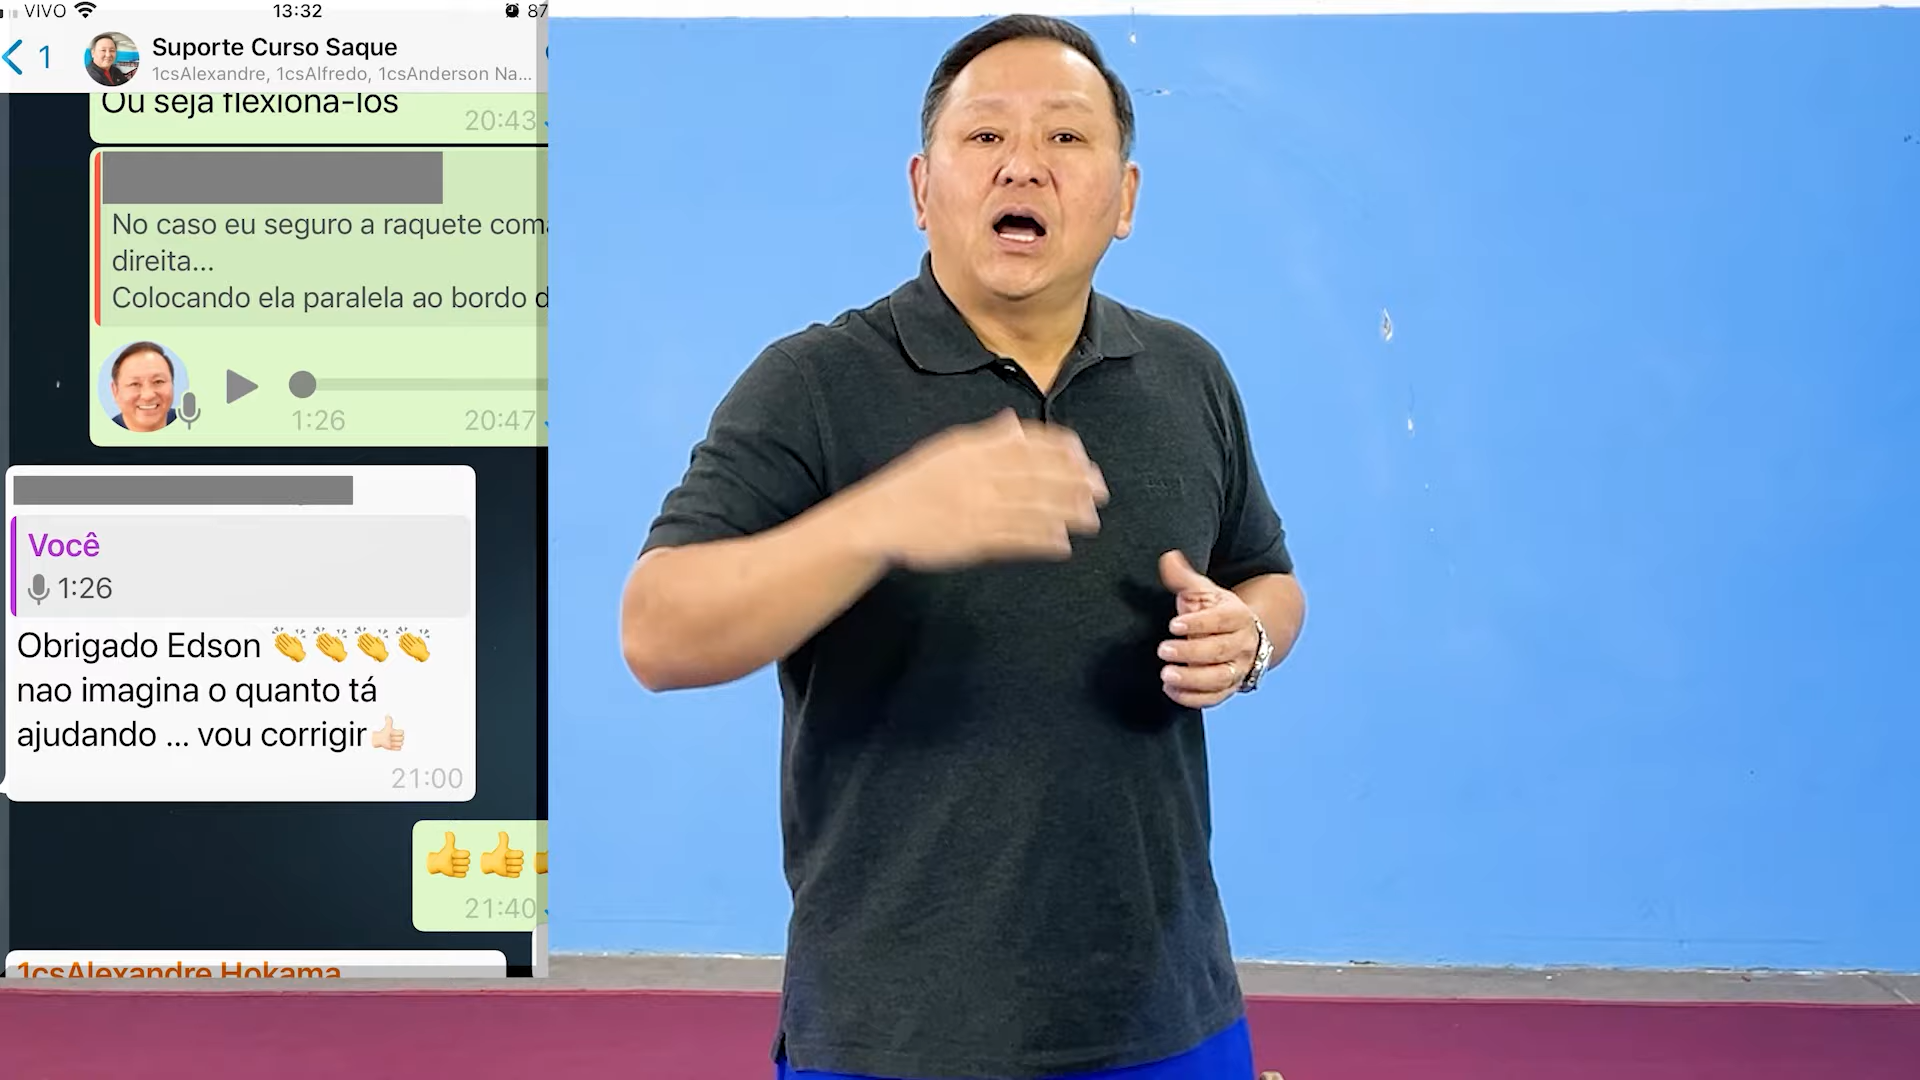 VIVO 13:32 87
1 Suporte Curso Saque
1csAlexandre, 1csAlfredo, 1csAnderson Na...
Ou seja flexiona-los
20:43
No caso eu seguro a raquete com
direita...
Colocando ela paralela ao bordo d
1:26 20:47
Você
1:26
Obrigado Edson 👏👏👏👏
nao imagina o quanto tá
ajudando ... vou corrigir👍🏻
21:00
👍👍
21:40
1csAlexandre Hokama